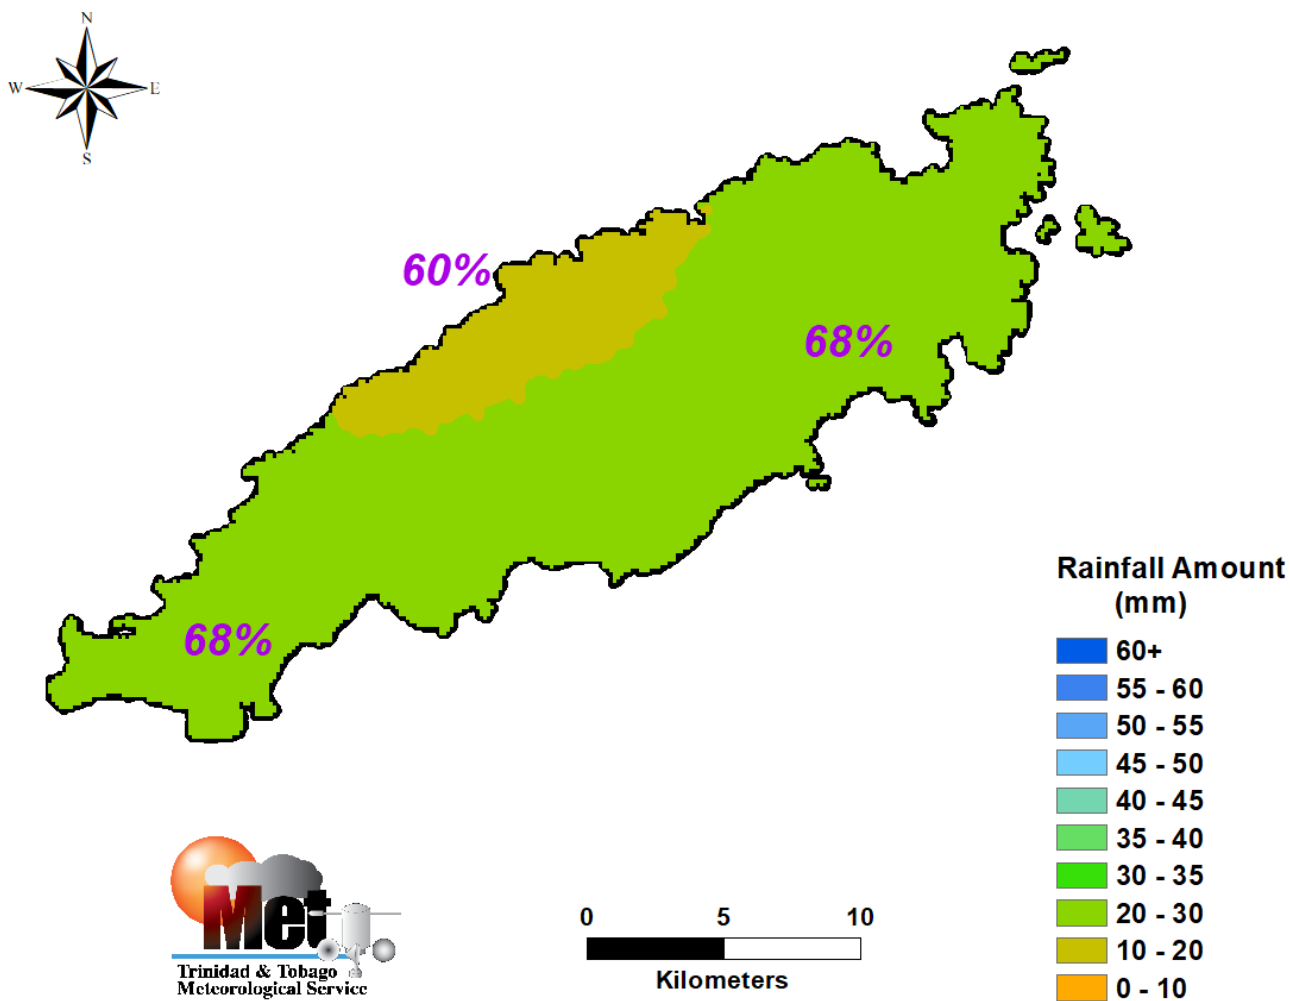 N
W
E
S
60%
68%
68%
Rainfall Amount
(mm)
60+
55 - 60
50 - 55
45 - 50
40 - 45
35 - 40
30 - 35
20 - 30
10 - 20
0 - 10
Met
Trinidad & Tobago
Meteorological Service
0 5 10
Kilometers